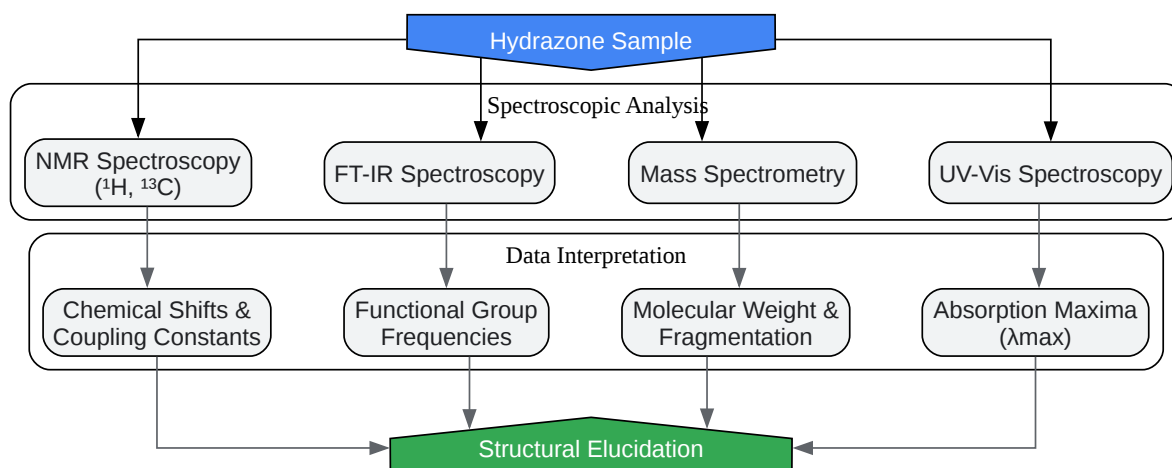 Hydrazone Sample
Spectroscopic Analysis
NMR Spectroscopy
(¹H, ¹³C)
FT-IR Spectroscopy
Mass Spectrometry
UV-Vis Spectroscopy
Data Interpretation
Chemical Shifts &
Coupling Constants
Functional Group
Frequencies
Molecular Weight &
Fragmentation
Absorption Maxima
(λmax)
Structural Elucidation